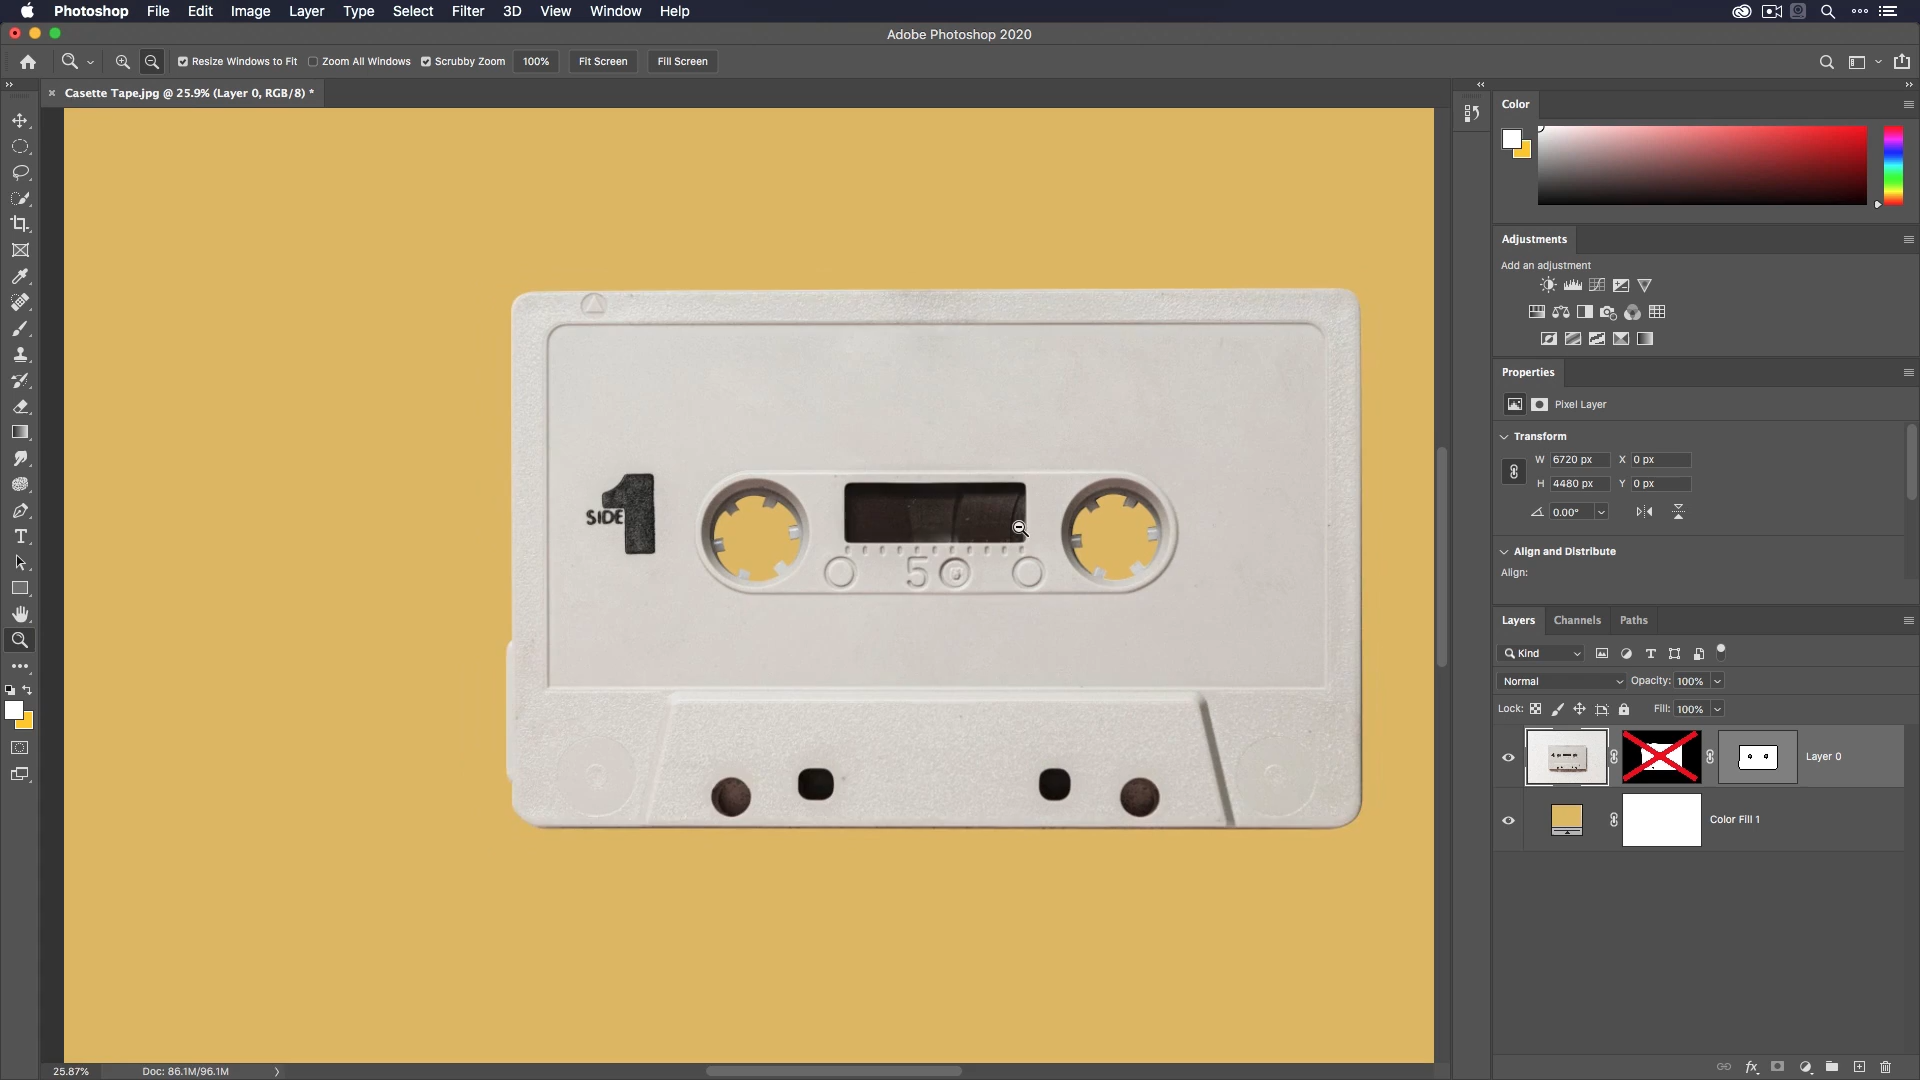 Photoshop File Edit Image Layer Type Select Filter 3D View Window Help
Adobe Photoshop 2020
Resize Windows to Fit Zoom All Windows Scrubby Zoom 100% Fit Screen Fill Screen
Casette Tape.jpg @ 25.9% (Layer 0, RGB/8) *
Color
Adjustments
Add an adjustment
Properties
Pixel Layer
Transform
W 6720 px X 0 px
H 4480 px Y 0 px
0.00°
Align and Distribute
Align:
SIDE 1
50
Layers Channels Paths
Kind
Normal Opacity: 100%
Lock: Fill: 100%
Layer 0
Color Fill 1
25.87% Doc: 86.1M/96.1M